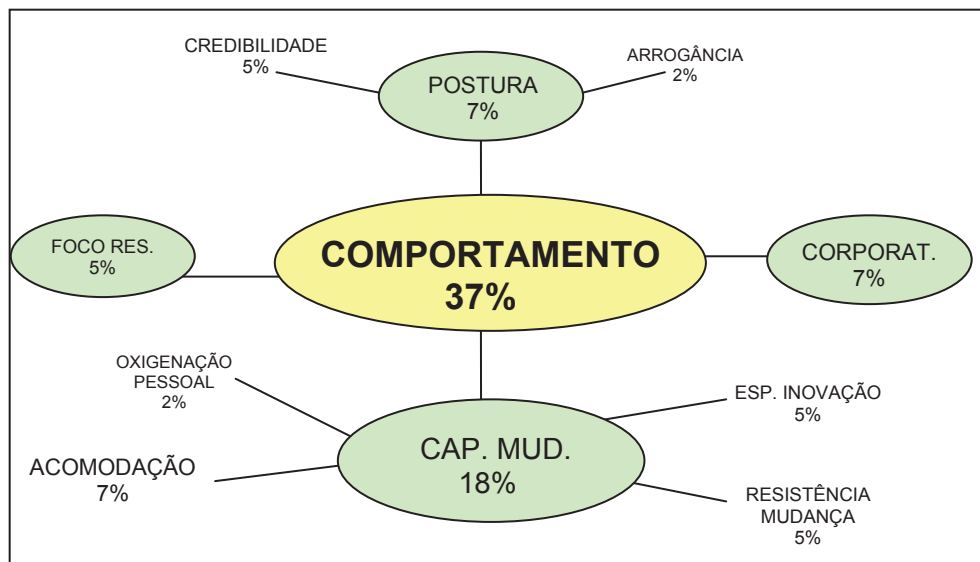 CREDIBILIDADE
5%
POSTURA
7%
ARROGÂNCIA
2%
FOCO RES.
5%
COMPORTAMENTO
37%
CORPORAT.
7%
OXIGENAÇÃO
PESSOAL
2%
ACOMODAÇÃO
7%
CAP. MUD.
18%
ESP. INOVAÇÃO
5%
RESISTÊNCIA
MUDANÇA
5%